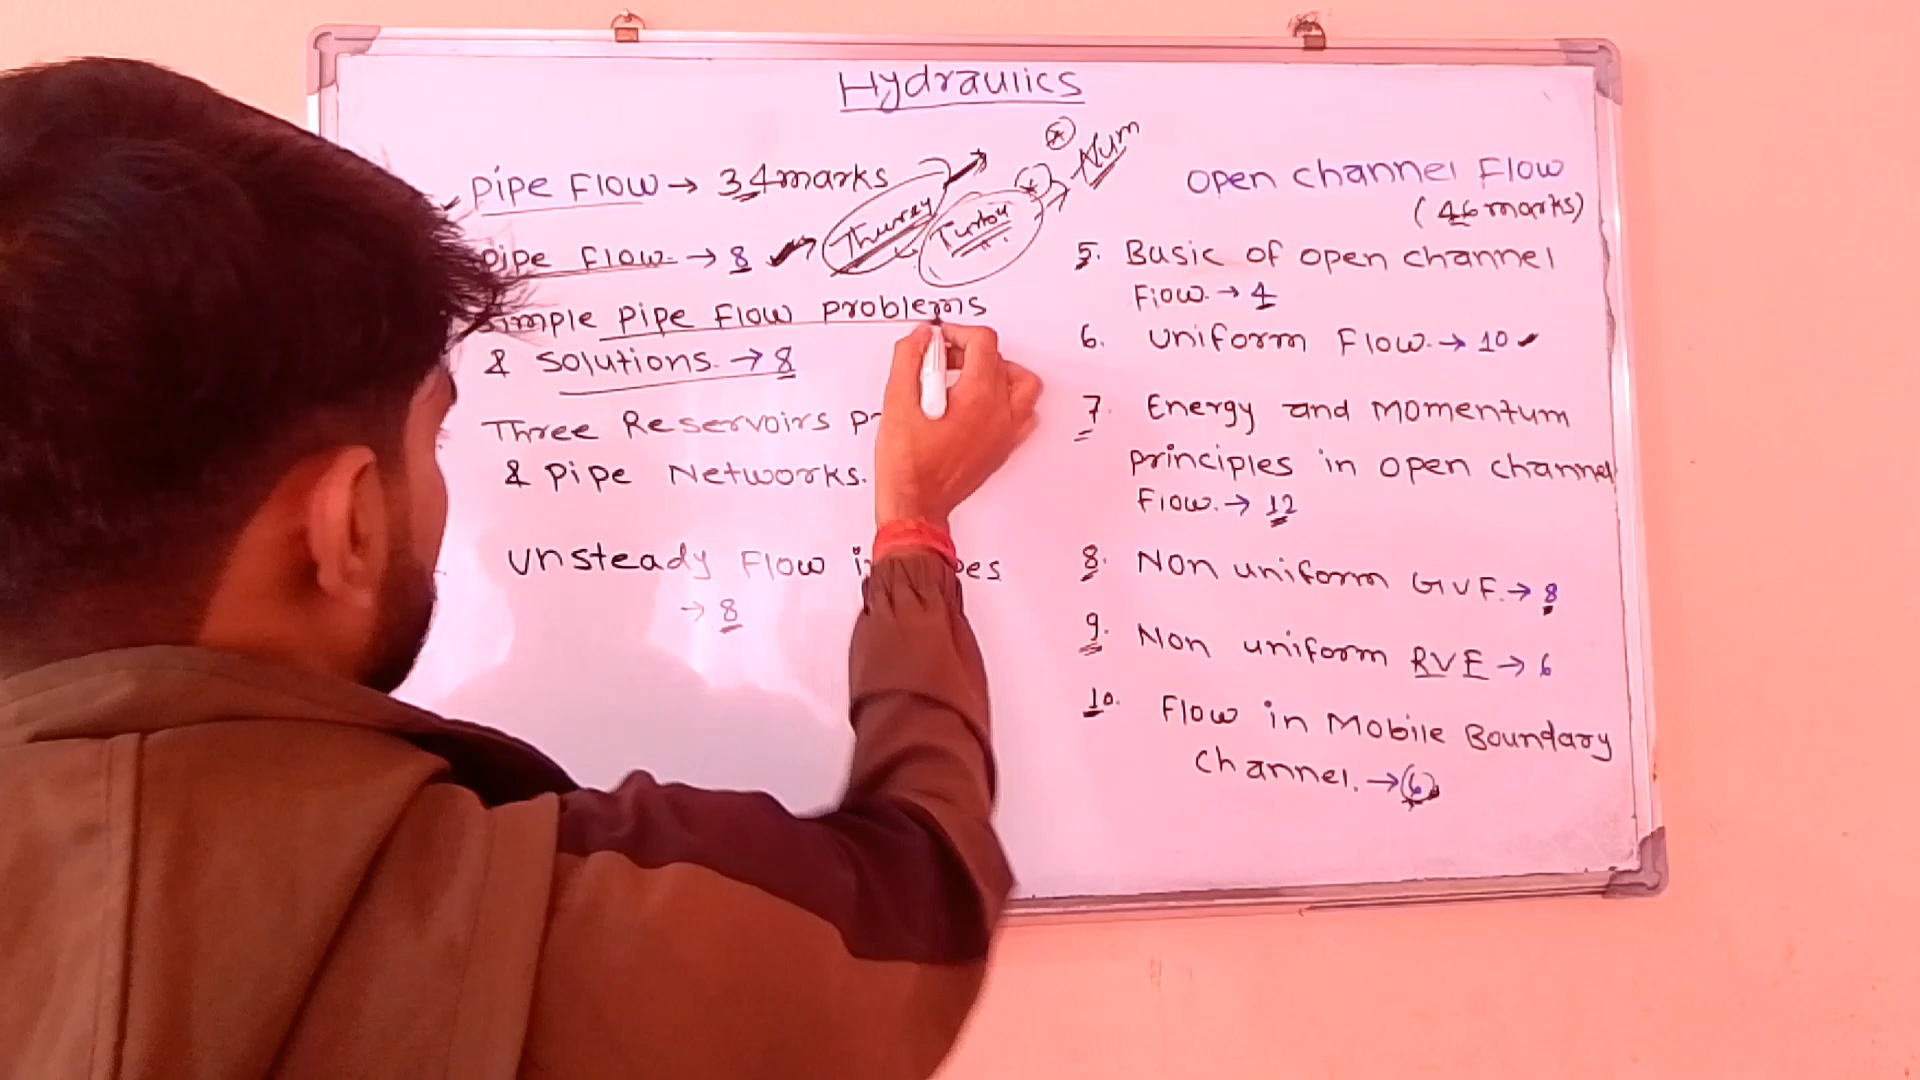 Hydraulics
Pipe Flow → 34 marks
Num
Pipe Flow. → 8
Simple pipe Flow problems
& solutions. → 8
Three Reservoirs
& Pipe Networks.
unsteady Flow
→ 8
open channel Flow
(46 marks)
5. Basic of open channel
Flow. → 4
6. uniform Flow. → 10
7. Energy and Momentum
principles in open channel
Flow. → 12
8. Non uniform GVF. → 8
9. Non uniform RVF → 6
10. Flow in Mobile Boundary
channel. → 6